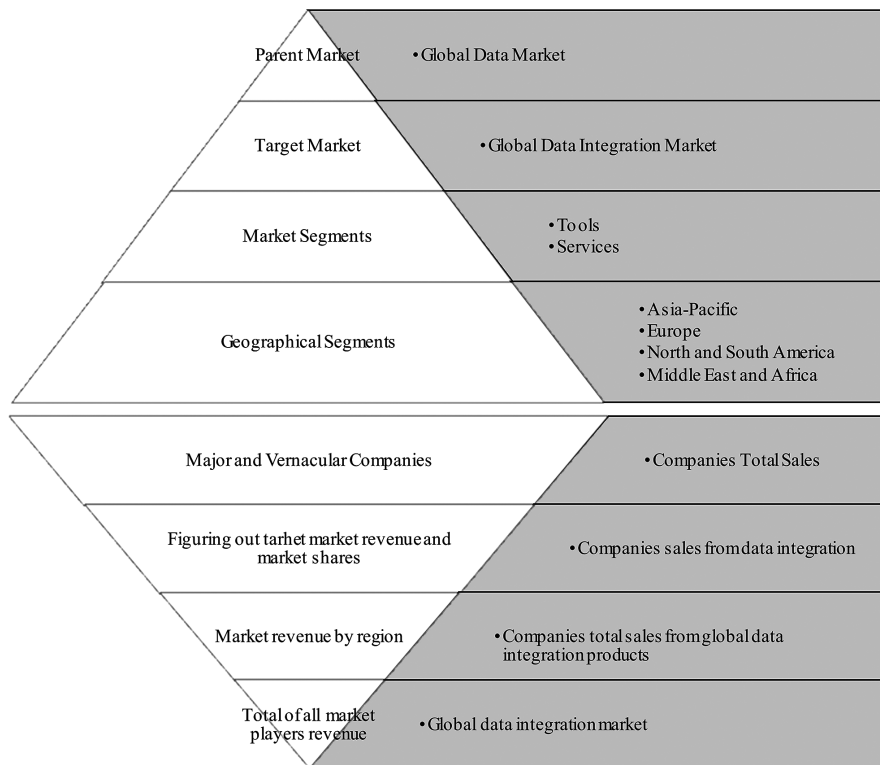 Parent Market
• Global Data Market
Target Market
• Global Data Integration Market
Market Segments
• Tools
• Services
Geographical Segments
• Asia-Pacific
• Europe
• North and South America
• Middle East and Africa
Major and Vernacular Companies
• Companies Total Sales
Figuring out tarhet market revenue and
market shares
• Companies sales from data integration
Market revenue by region
• Companies total sales from global data
integration products
Total of all market
players revenue
• Global data integration market